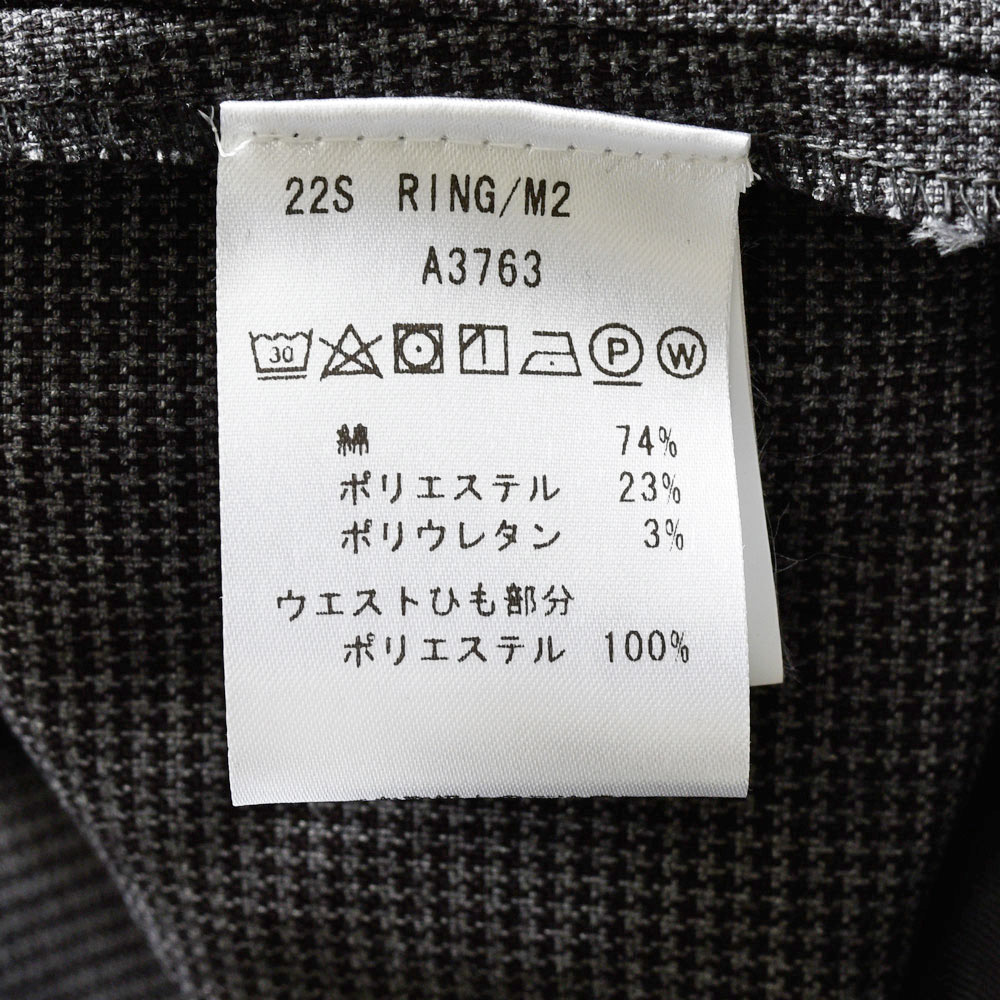 22S RING/M2
A3763
30 P W
綿 74%
ポリエステル 23%
ポリウレタン 3%
ウエストひも部分
ポリエステル 100%